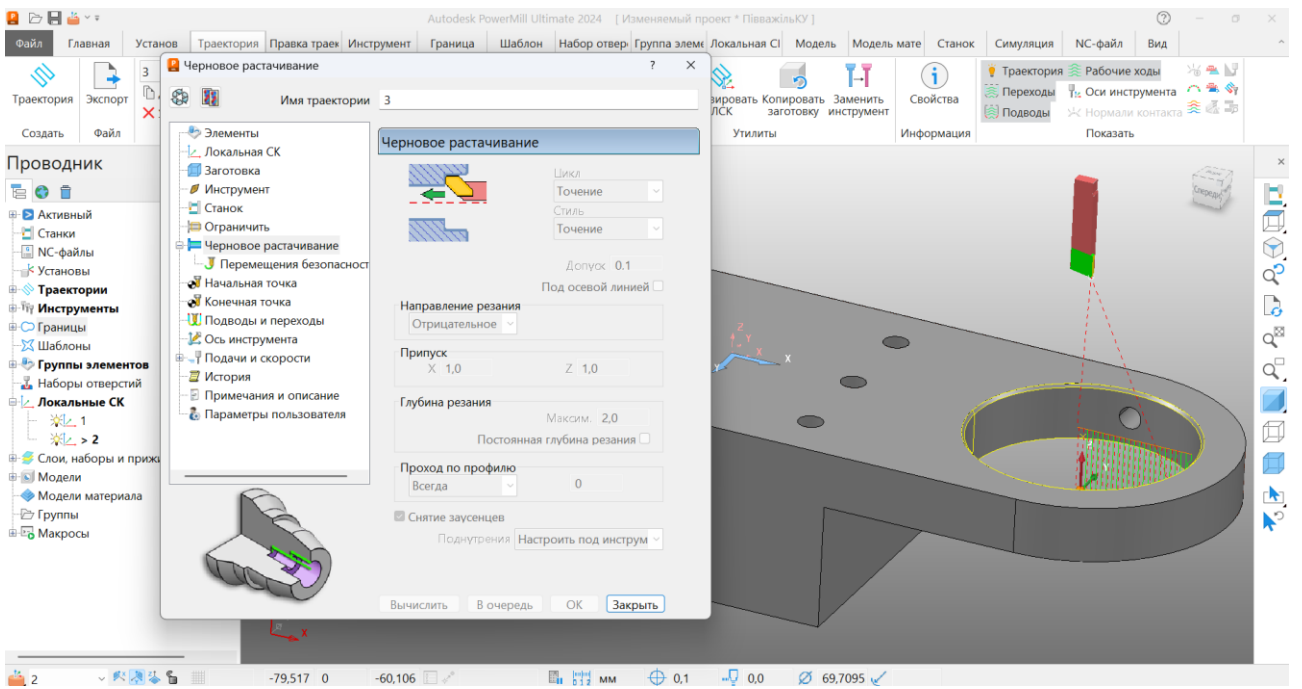 Autodesk PowerMill Ultimate 2024 [ Изменяемый проект * ПівважільКУ ]
Файл Главная Установ Траектория Правка траек Инструмент Граница Шаблон Набор отвер Группа элеме Локальная СІ Модель Модель мате Станок Симуляция NC-файл Вид
Траектория Экспорт
Создать Файл
3
ировать Копировать Заменить
ЛСК заготовку инструмент
Утилиты
Свойства
Информация
Траектория Рабочие ходы
Переходы Оси инструмента
Подводы Нормали контакта
Показать
Проводник
Активный
Станки
NC-файлы
Установы
Траектории
Инструменты
Границы
Шаблоны
Группы элементов
Наборы отверстий
Локальные СК
1
> 2
Слои, наборы и прижи
Модели
Модели материала
Группы
Макросы
Черновое растачивание ? ×
Имя траектории 3
Элементы
Локальная СК
Заготовка
Инструмент
Станок
Ограничить
Черновое растачивание
Перемещения безопасност
Начальная точка
Конечная точка
Подводы и переходы
Ось инструмента
Подачи и скорости
История
Примечания и описание
Параметры пользователя
Черновое растачивание
Цикл
Точение
Стиль
Точение
Допуск 0.1
Под осевой линией
Направление резания
Отрицательное
Припуск
X 1,0 Z 1,0
Глубина резания
Максим. 2,0
Постоянная глубина резания
Проход по профилю
Всегда 0
Снятие заусенцев
Поднутрения Настроить под инструм
Вычислить В очередь ОК Закрыть
Z
Y
X
X
Y
Y
X
2 -79,517 0 -60,106 мм 0,1 0,0 69,7095